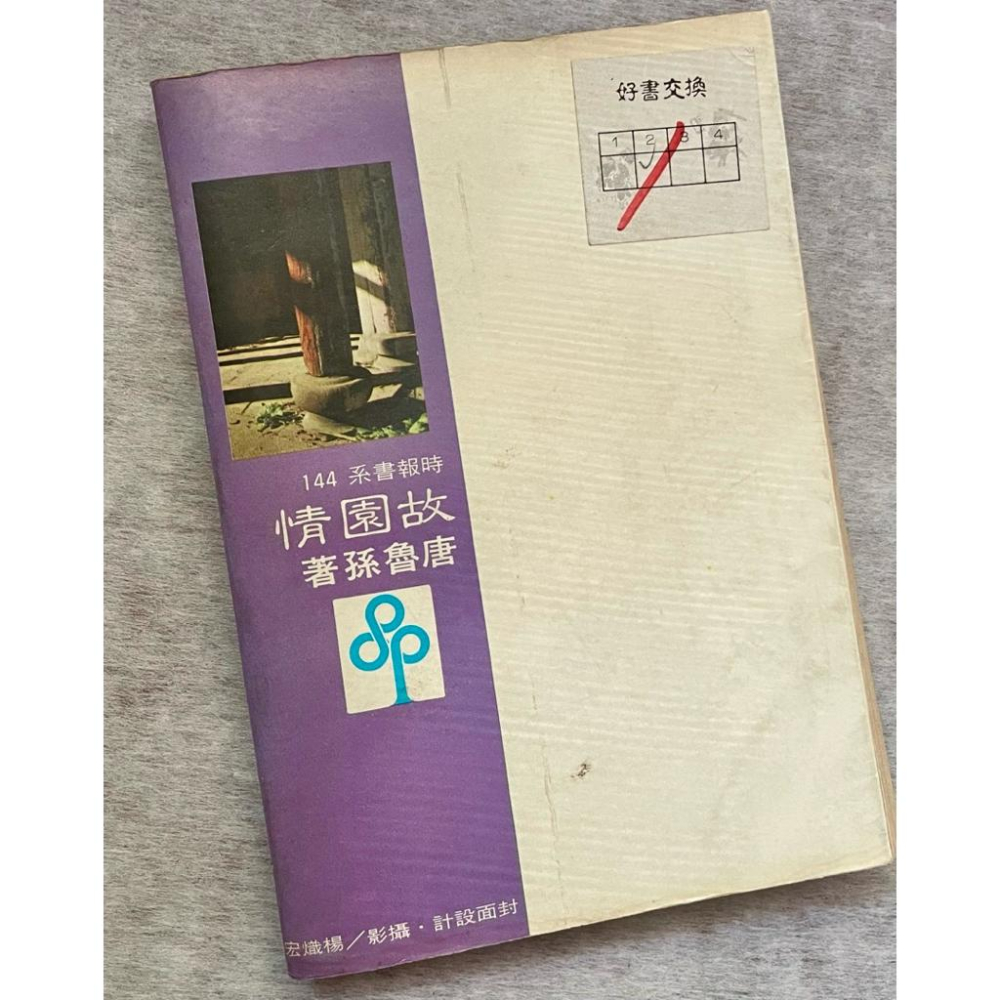 好書交換
1 2 3 4
時報書系 144
故園情
唐魯孫著
封面設計・攝影／楊熾宏